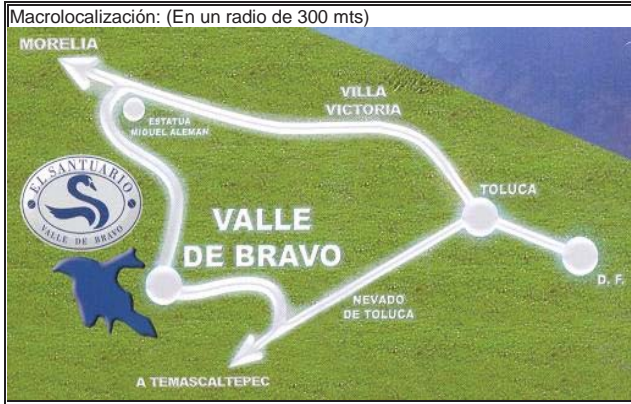 Macrolocalización: (En un radio de 300 mts)
MORELIA
VILLA
VICTORIA
ESTATUA
MIGUEL ALEMAN
EL SANTUARIO
VALLE DE BRAVO
TOLUCA
VALLE
DE BRAVO
D. F.
NEVADO
DE TOLUCA
A TEMASCALTEPEC